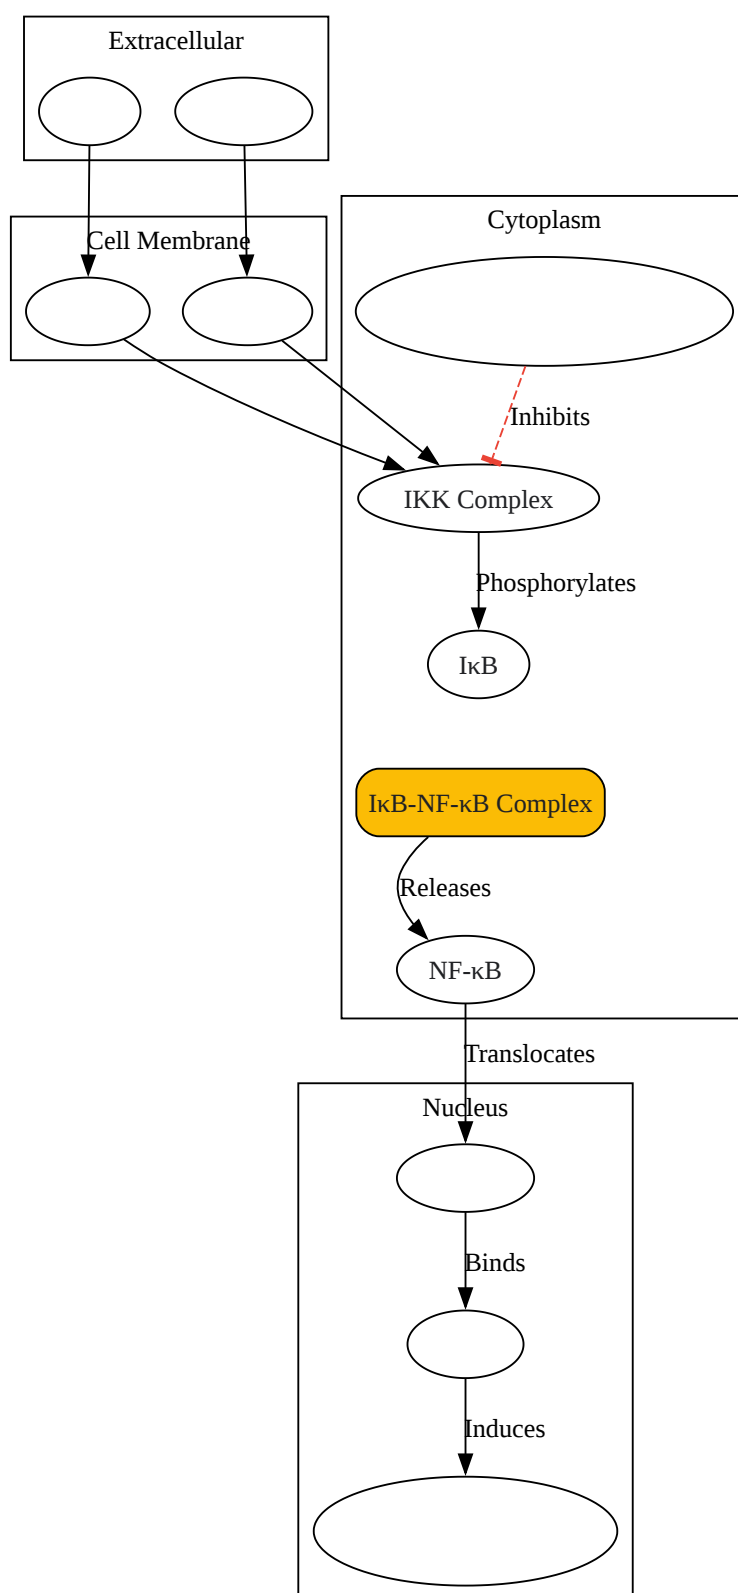 Extracellular
Cell Membrane
Cytoplasm
Inhibits
IKK Complex
Phosphorylates
IκB
IκB-NF-κB Complex
Releases
NF-κB
Translocates
Nucleus
Binds
Induces